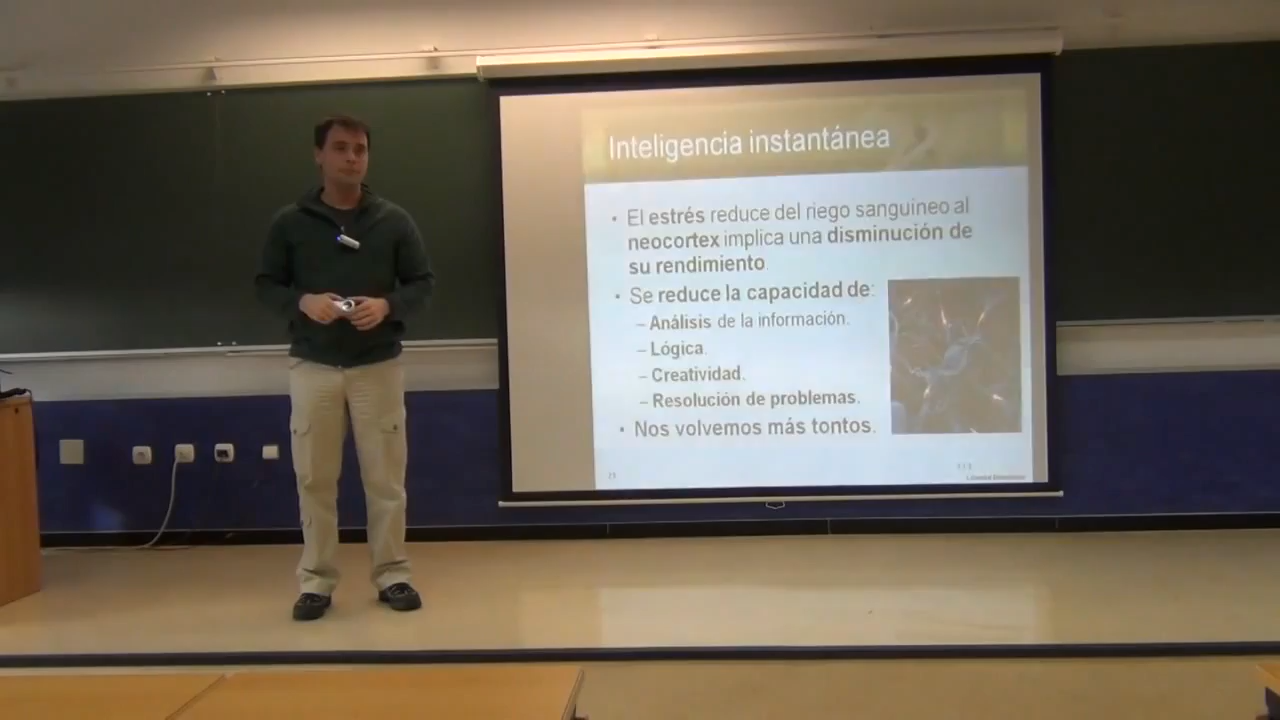 Inteligencia instantánea
• El estrés reduce del riego sanguineo al
neocortex implica una disminución de
su rendimiento.
• Se reduce la capacidad de:
– Análisis de la información.
– Lógica.
– Creatividad.
– Resolución de problemas.
• Nos volvemos más tontos.